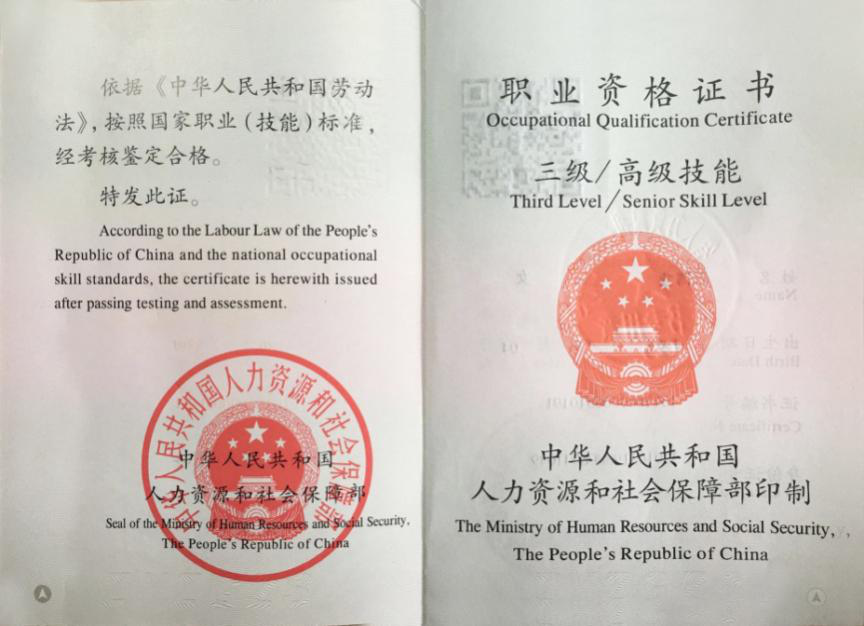 依据《中华人民共和国劳动
法》,按照国家职业(技能)标准,
经考核鉴定合格。
特发此证。
According to the Labour Law of the People's
Republic of China and the national occupational
skill standards, the certificate is herewith issued
after passing testing and assessment.
中华人民共和国人力资源和社会保障部
中华人民共和国
人力资源和社会保障部
Seal of the Ministry of Human Resources and Social Security,
The People's Republic of China
职业资格证书
Occupational Qualification Certificate
三级/高级技能
Third Level/Senior Skill Level
中华人民共和国
人力资源和社会保障部印制
The Ministry of Human Resources and Social Security,
The People's Republic of China